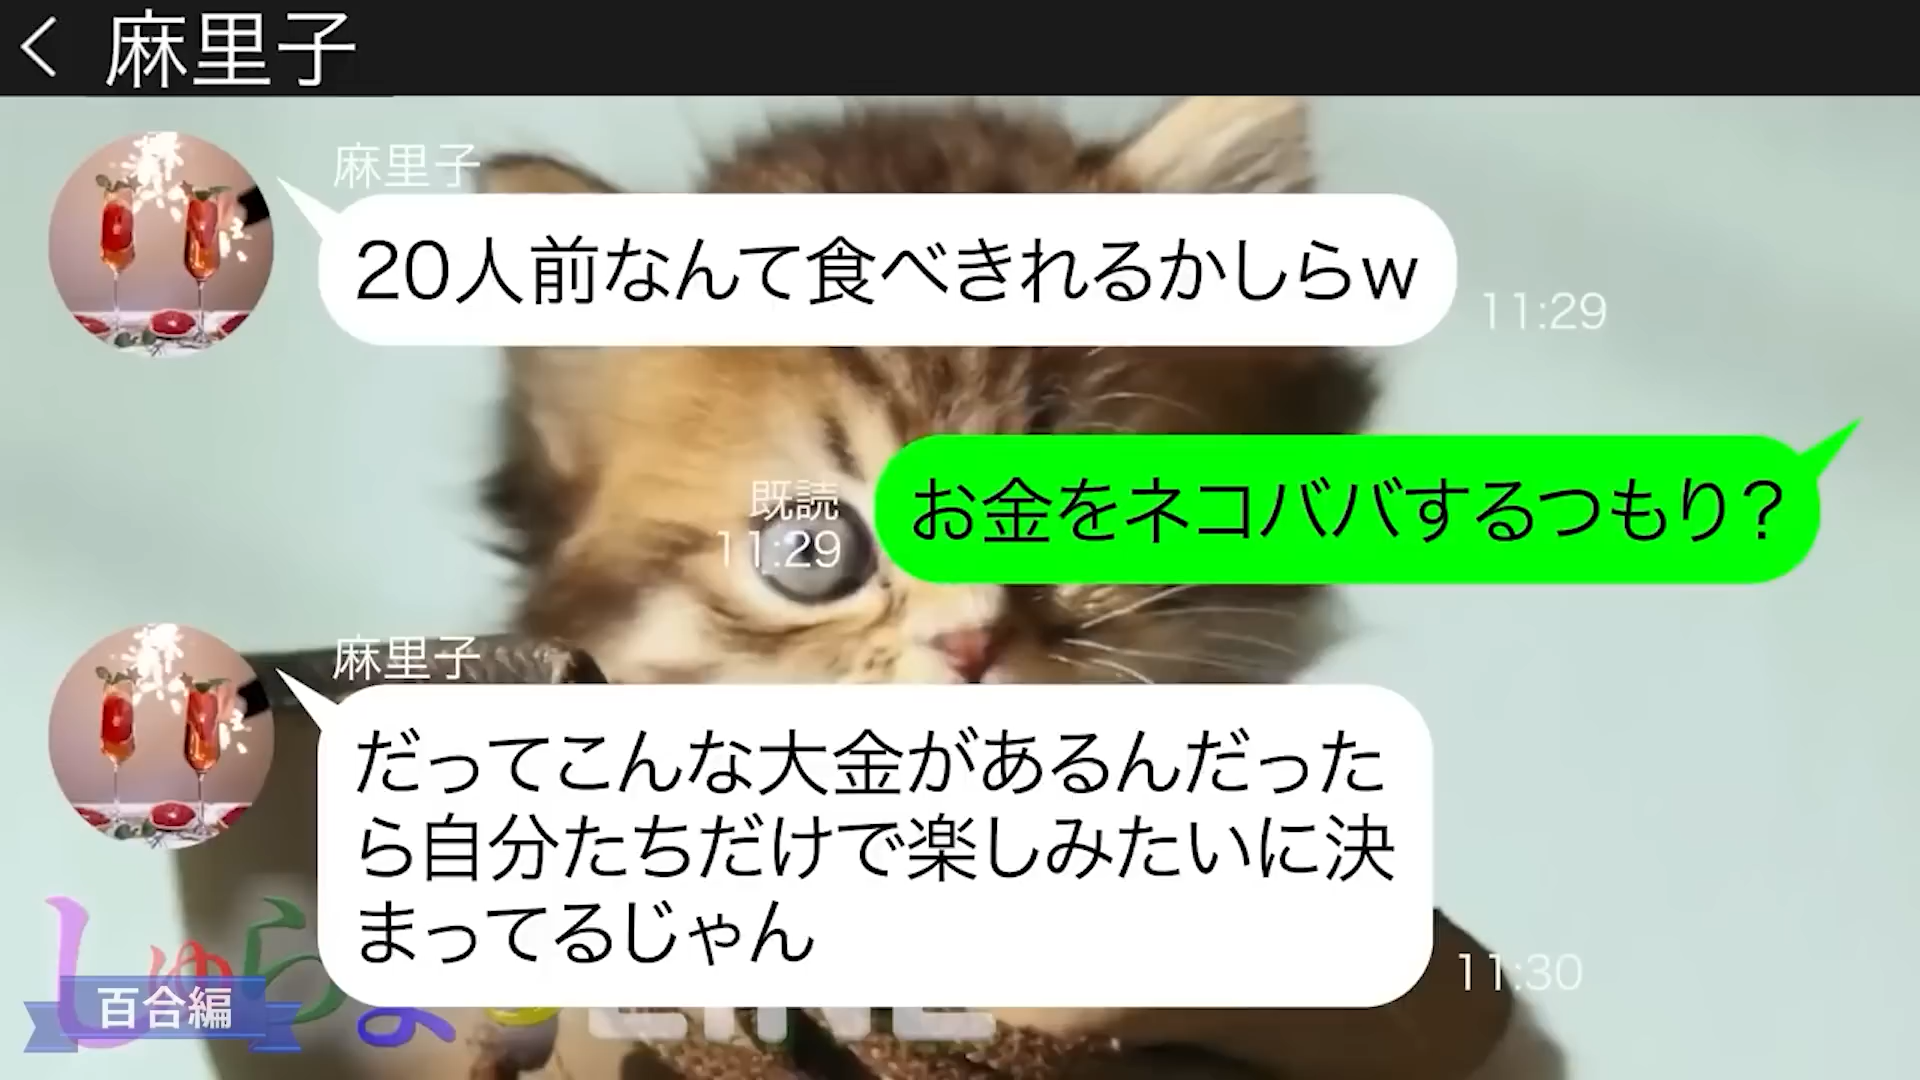 麻里子
麻里子
20人前なんて食べきれるかしらw
11:29
お金をネコババするつもり？
既読
11:29
麻里子
だってこんな大金があるんだった
ら自分たちだけで楽しみたいに決
まってるじゃん
11:30
百合編